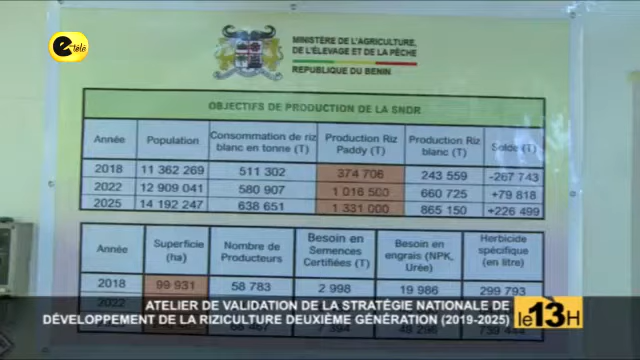 e télé
MINISTÈRE DE L'AGRICULTURE,
DE L'ÉLEVAGE ET DE LA PÊCHE
RÉPUBLIQUE DU BENIN
OBJECTIFS DE PRODUCTION DE LA SNDR
Année Population Consommation de riz blanc en tonne (T) Production Riz Paddy (T) Production Riz blanc (T) Solde (T)
2018 11 362 269 511 302 374 706 243 559 -267 743
2022 12 909 041 580 907 1 016 500 660 725 +79 818
2025 14 192 247 638 651 1 331 000 865 150 +226 499
Année Superficie (ha) Nombre de Producteurs Besoin en Semences Certifiées (T) Besoin en engrais (NPK, Urée) Herbicide spécifique (en litre)
2018 99 931 58 783 2 998 19 986 299 793
ATELIER DE VALIDATION DE LA STRATÉGIE NATIONALE DE
DÉVELOPPEMENT DE LA RIZICULTURE DEUXIÈME GÉNÉRATION (2019-2025)
le 13H